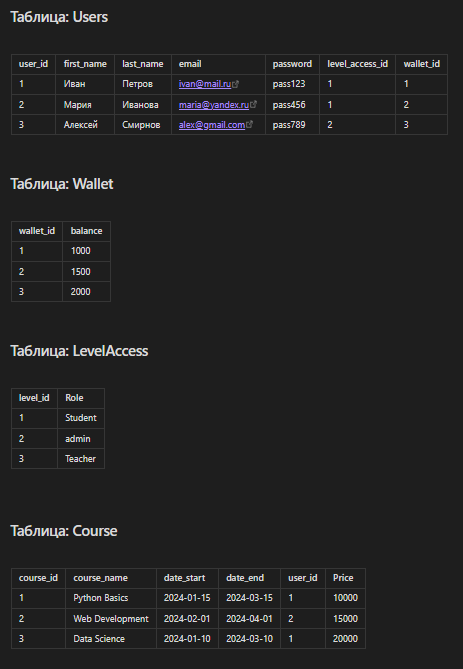 Таблица: Users
user_id first_name last_name email password level_access_id wallet_id
1 Иван Петров ivan@mail.ru pass123 1 1
2 Мария Иванова maria@yandex.ru pass456 1 2
3 Алексей Смирнов alex@gmail.com pass789 2 3
Таблица: Wallet
wallet_id balance
1 1000
2 1500
3 2000
Таблица: LevelAccess
level_id Role
1 Student
2 admin
3 Teacher
Таблица: Course
course_id course_name date_start date_end user_id Price
1 Python Basics 2024-01-15 2024-03-15 1 10000
2 Web Development 2024-02-01 2024-04-01 2 15000
3 Data Science 2024-01-10 2024-03-10 1 20000